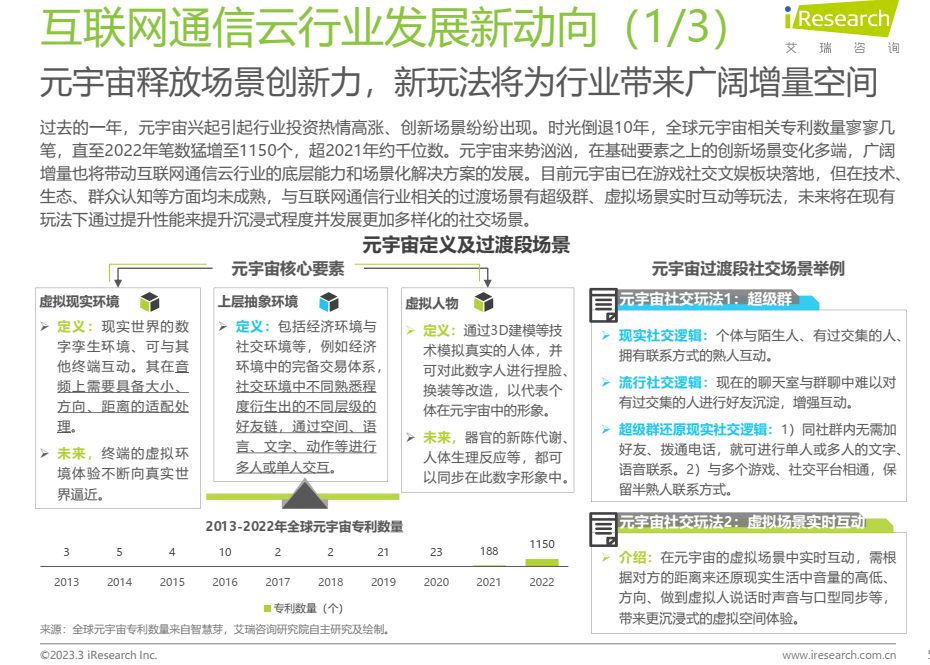 互联网通信云行业发展新动向（1/3）
iResearch
艾 瑞 咨 询
元宇宙释放场景创新力，新玩法将为行业带来广阔增量空间
过去的一年，元宇宙兴起引起行业投资热情高涨、创新场景纷纷出现。时光倒退10年，全球元宇宙相关专利数量寥寥几
笔，直至2022年笔数猛增至1150个，超2021年约千位数。元宇宙来势汹汹，在基础要素之上的创新场景变化多端，广阔
增量也将带动互联网通信云行业的底层能力和场景化解决方案的发展。目前元宇宙已在游戏社交文娱板块落地，但在技术、
生态、群众认知等方面均未成熟，与互联网通信行业相关的过渡场景有超级群、虚拟场景实时互动等玩法，未来将在现有
玩法下通过提升性能来提升沉浸式程度并发展更加多样化的社交场景。
元宇宙定义及过渡段场景
元宇宙核心要素
虚拟现实环境
➢ 定义：现实世界的数
字孪生环境、可与其
他终端互动。其在音
频上需要具备大小、
方向、距离的适配处
理。
➢ 未来，终端的虚拟环
境体验不断向真实世
界逼近。
上层抽象环境
➢ 定义：包括经济环境与
社交环境等，例如经济
环境中的完备交易体系，
社交环境中不同熟悉程
度衍生出的不同层级的
好友链，通过空间、语
言、文字、动作等进行
多人或单人交互。
虚拟人物
➢ 定义：通过3D建模等技
术模拟真实的人体，并
可对此数字人进行捏脸、
换装等改造，以代表个
体在元宇宙中的形象。
➢ 未来，器官的新陈代谢、
人体生理反应等，都可
以同步在此数字形象中。
2013-2022年全球元宇宙专利数量
3 5 4 10 2 2 21 23 188 1150
2013 2014 2015 2016 2017 2018 2019 2020 2021 2022
专利数量（个）
元宇宙过渡段社交场景举例
元宇宙社交玩法1：超级群
➢ 现实社交逻辑：个体与陌生人、有过交集的人、
拥有联系方式的熟人互动。
➢ 流行社交逻辑：现在的聊天室与群聊中难以对
有过交集的人进行好友沉淀，增强互动。
➢ 超级群还原现实社交逻辑：1）同社群内无需加
好友、拨通电话，就可进行单人或多人的文字、
语音联系。2）与多个游戏、社交平台相通，保
留半熟人联系方式。
元宇宙社交玩法2：虚拟场景实时互动
➢ 介绍：在元宇宙的虚拟场景中实时互动，需根
据对方的距离来还原现实生活中音量的高低、
方向、做到虚拟人说话时声音与口型同步等，
带来更沉浸式的虚拟空间体验。
来源：全球元宇宙专利数量来自智慧芽，艾瑞咨询研究院自主研究及绘制。
©2023.3 iResearch Inc.
www.iresearch.com.cn